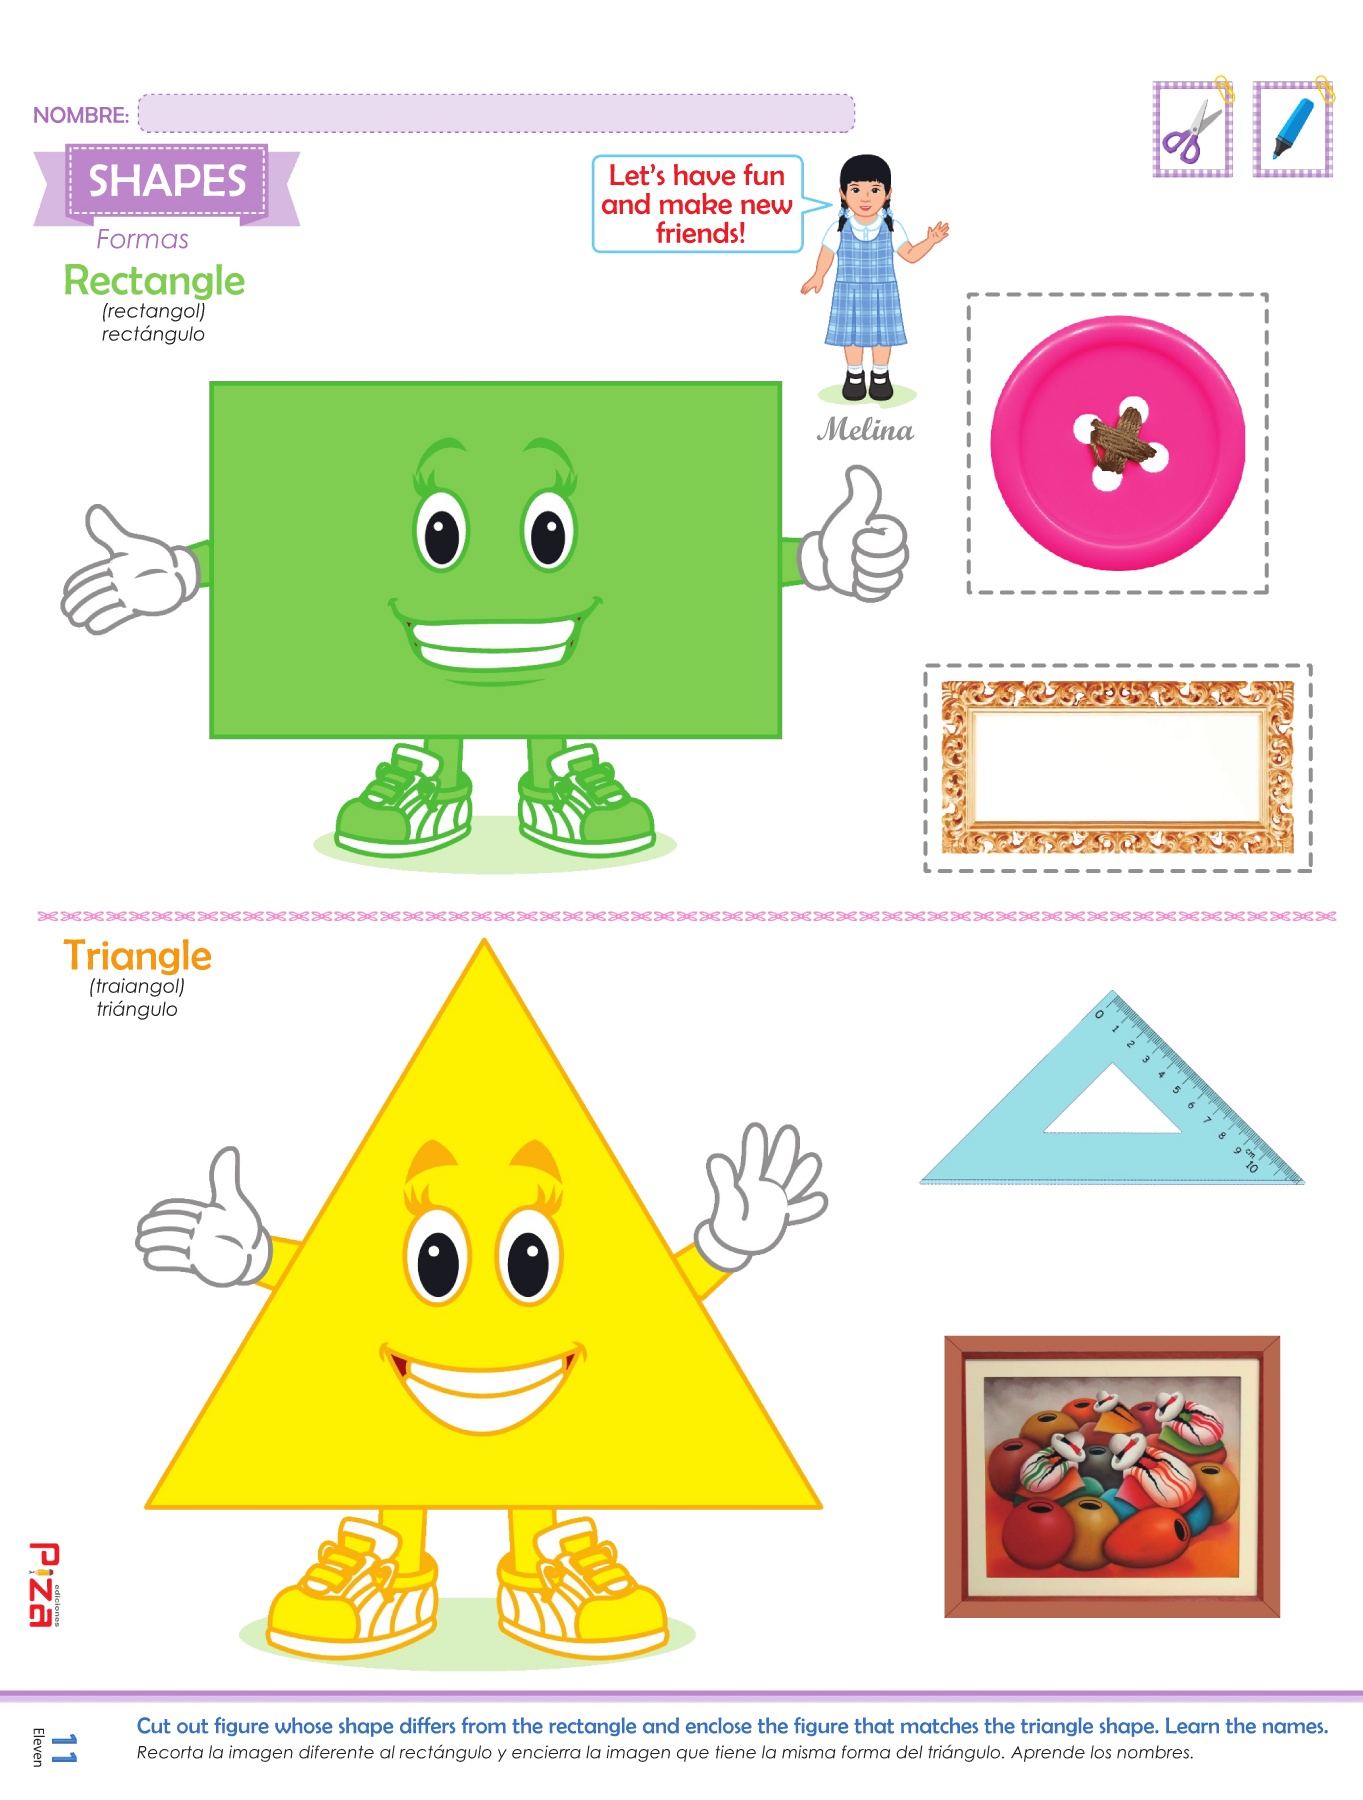 NOMBRE:
SHAPES
Formas
Rectangle
(rectangol)
rectángulo
Let's have fun
and make new
friends!
Melina
Triangle
(traiangol)
triángulo
0 1 2 3 4 5 6 7 8 9 10
cm
Piza
ediciones
Cut out figure whose shape differs from the rectangle and enclose the figure that matches the triangle shape. Learn the names.
Recorta la imagen diferente al rectángulo y encierra la imagen que tiene la misma forma del triángulo. Aprende los nombres.
11
Eleven